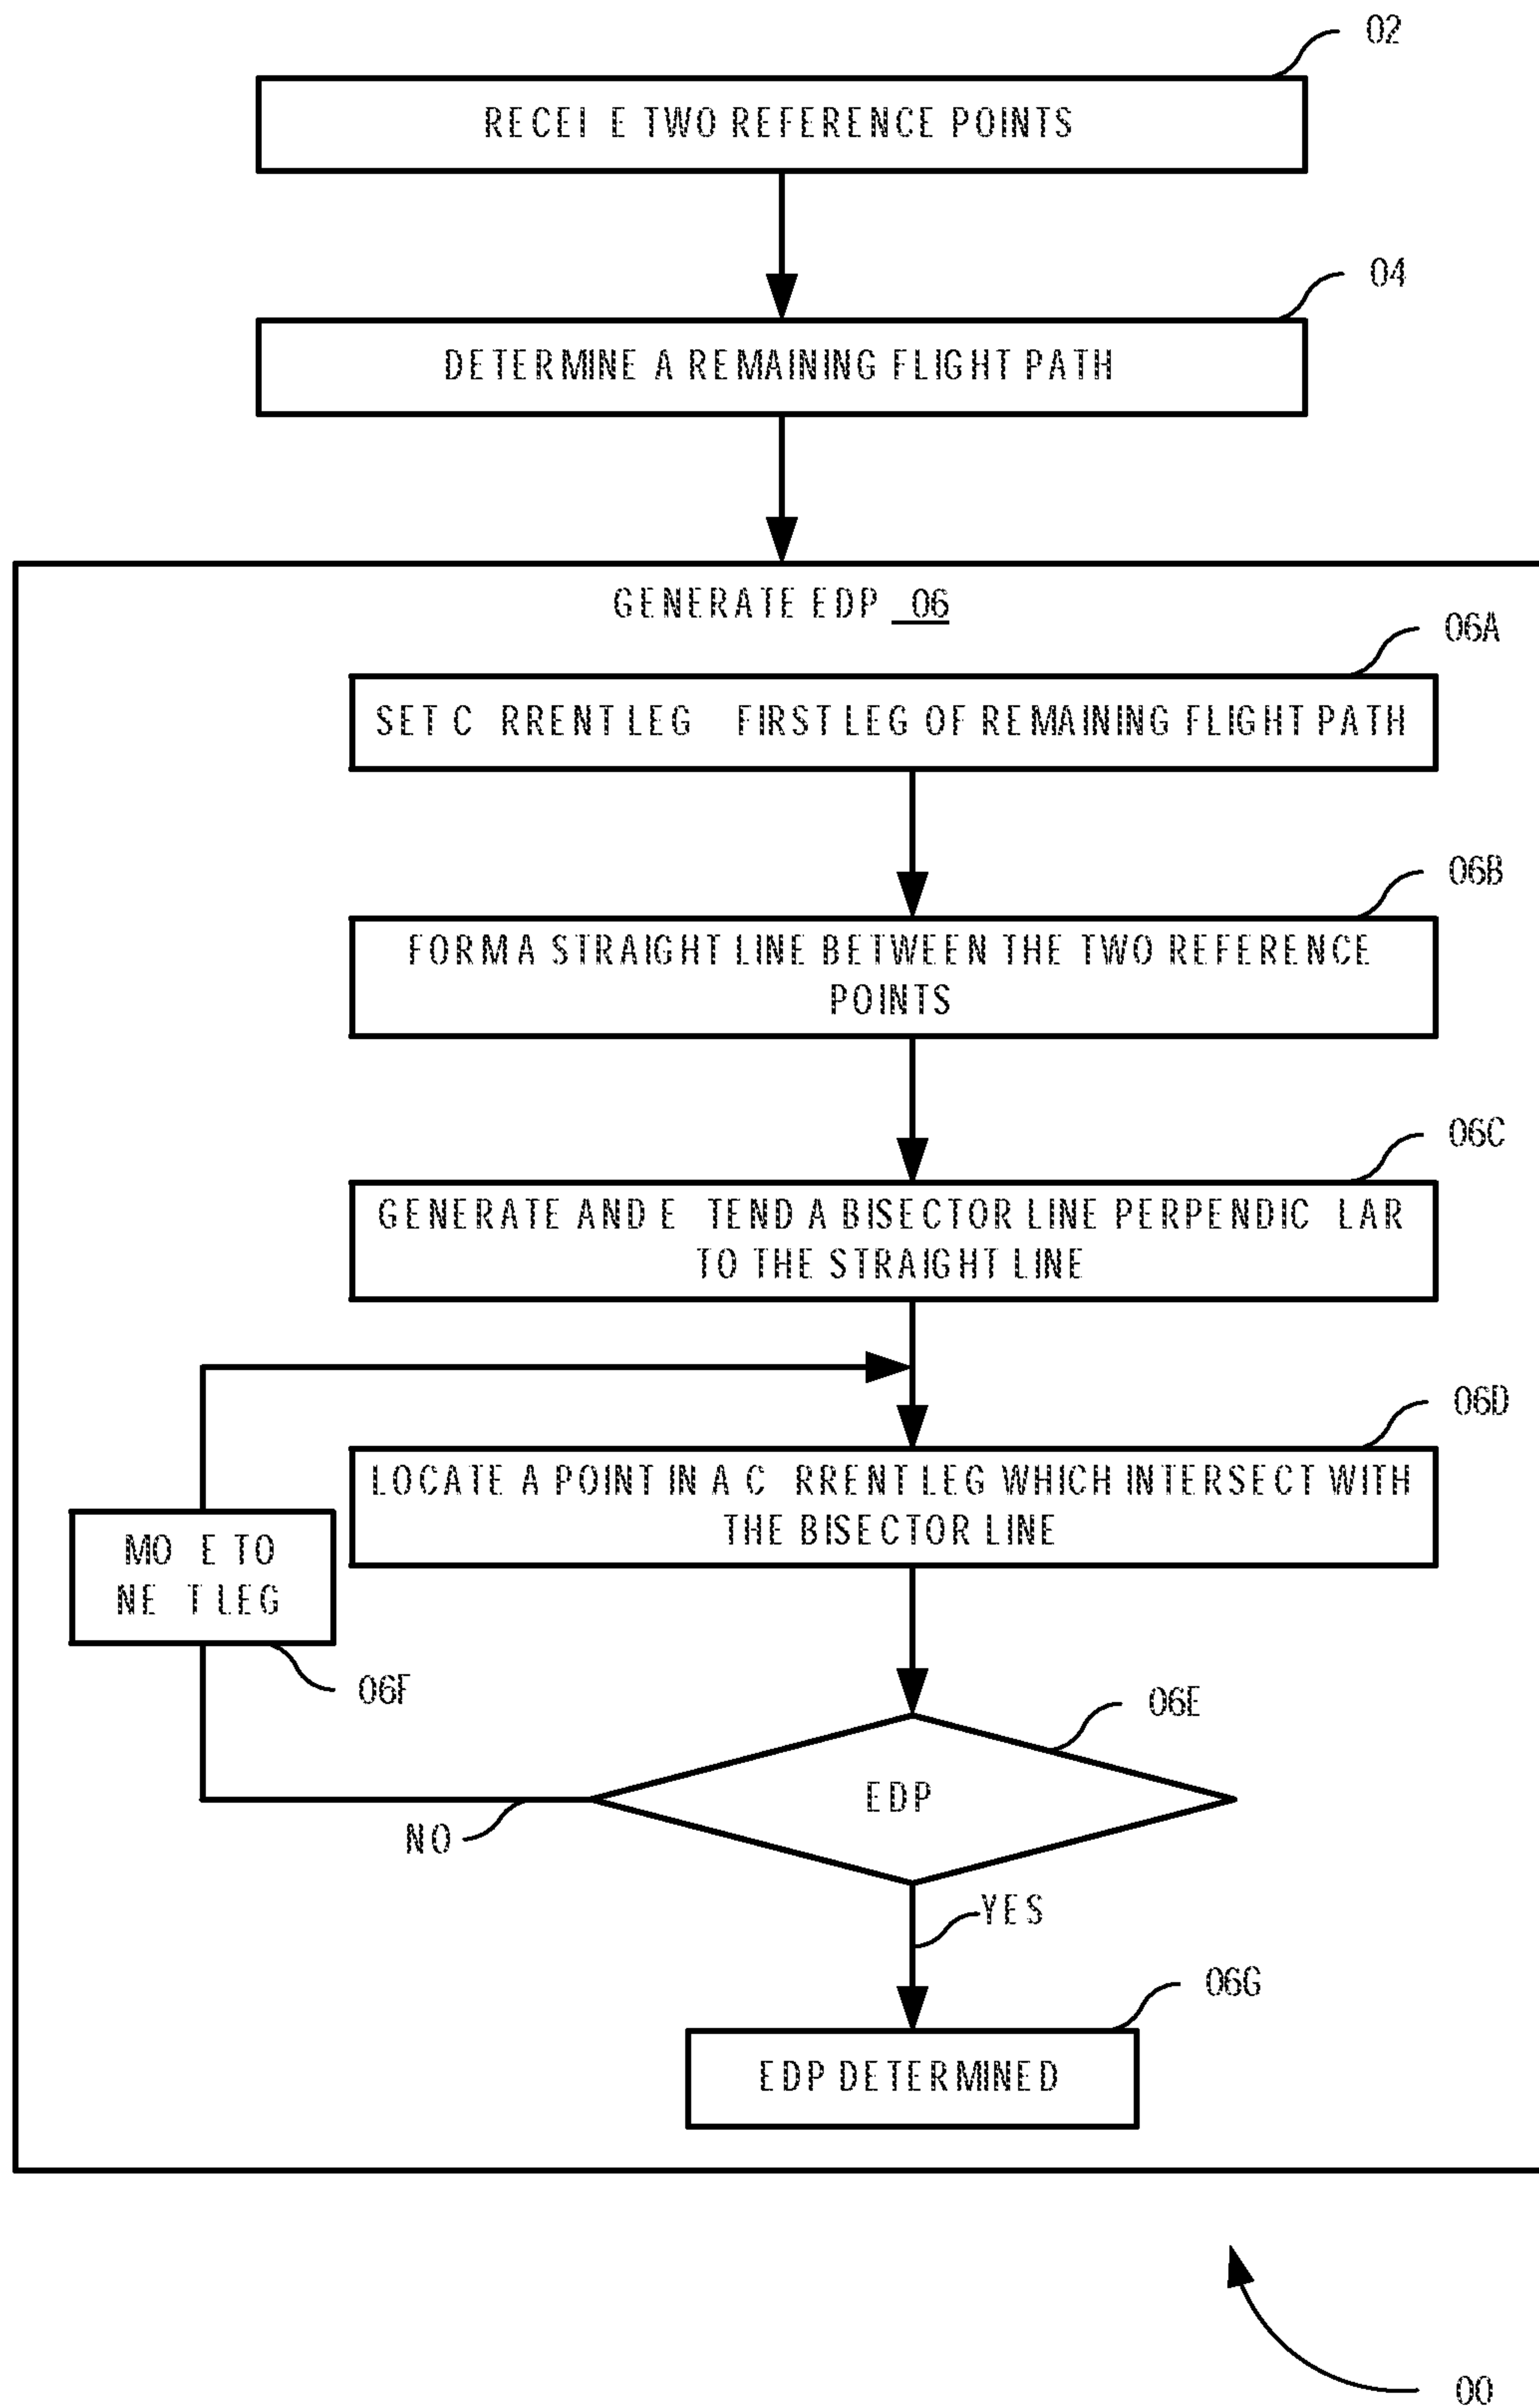 02
RECEI E TWO REFERENCE POINTS
04
DETERMINE A REMAINING FLIGHT PATH
GENERATE EDP 06
06A
SET C RRENT LEG FIRST LEG OF REMAINING FLIGHT PATH
06B
FORM A STRAIGHT LINE BETWEEN THE TWO REFERENCE
POINTS
06C
GENERATE AND E TEND A BISECTOR LINE PERPENDIC LAR
TO THE STRAIGHT LINE
06D
LOCATE A POINT IN A C RRENT LEG WHICH INTERSECT WITH
THE BISECTOR LINE
MO E TO
NE T LEG
06F
06E
EDP
NO
YES
06G
EDP DETERMINED
00